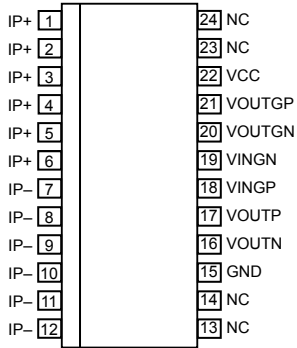 IP+ 1 24 NC
IP+ 2 23 NC
IP+ 3 22 VCC
IP+ 4 21 VOUTGP
IP+ 5 20 VOUTGN
IP+ 6 19 VINGN
IP– 7 18 VINGP
IP– 8 17 VOUTP
IP– 9 16 VOUTN
IP– 10 15 GND
IP– 11 14 NC
IP– 12 13 NC